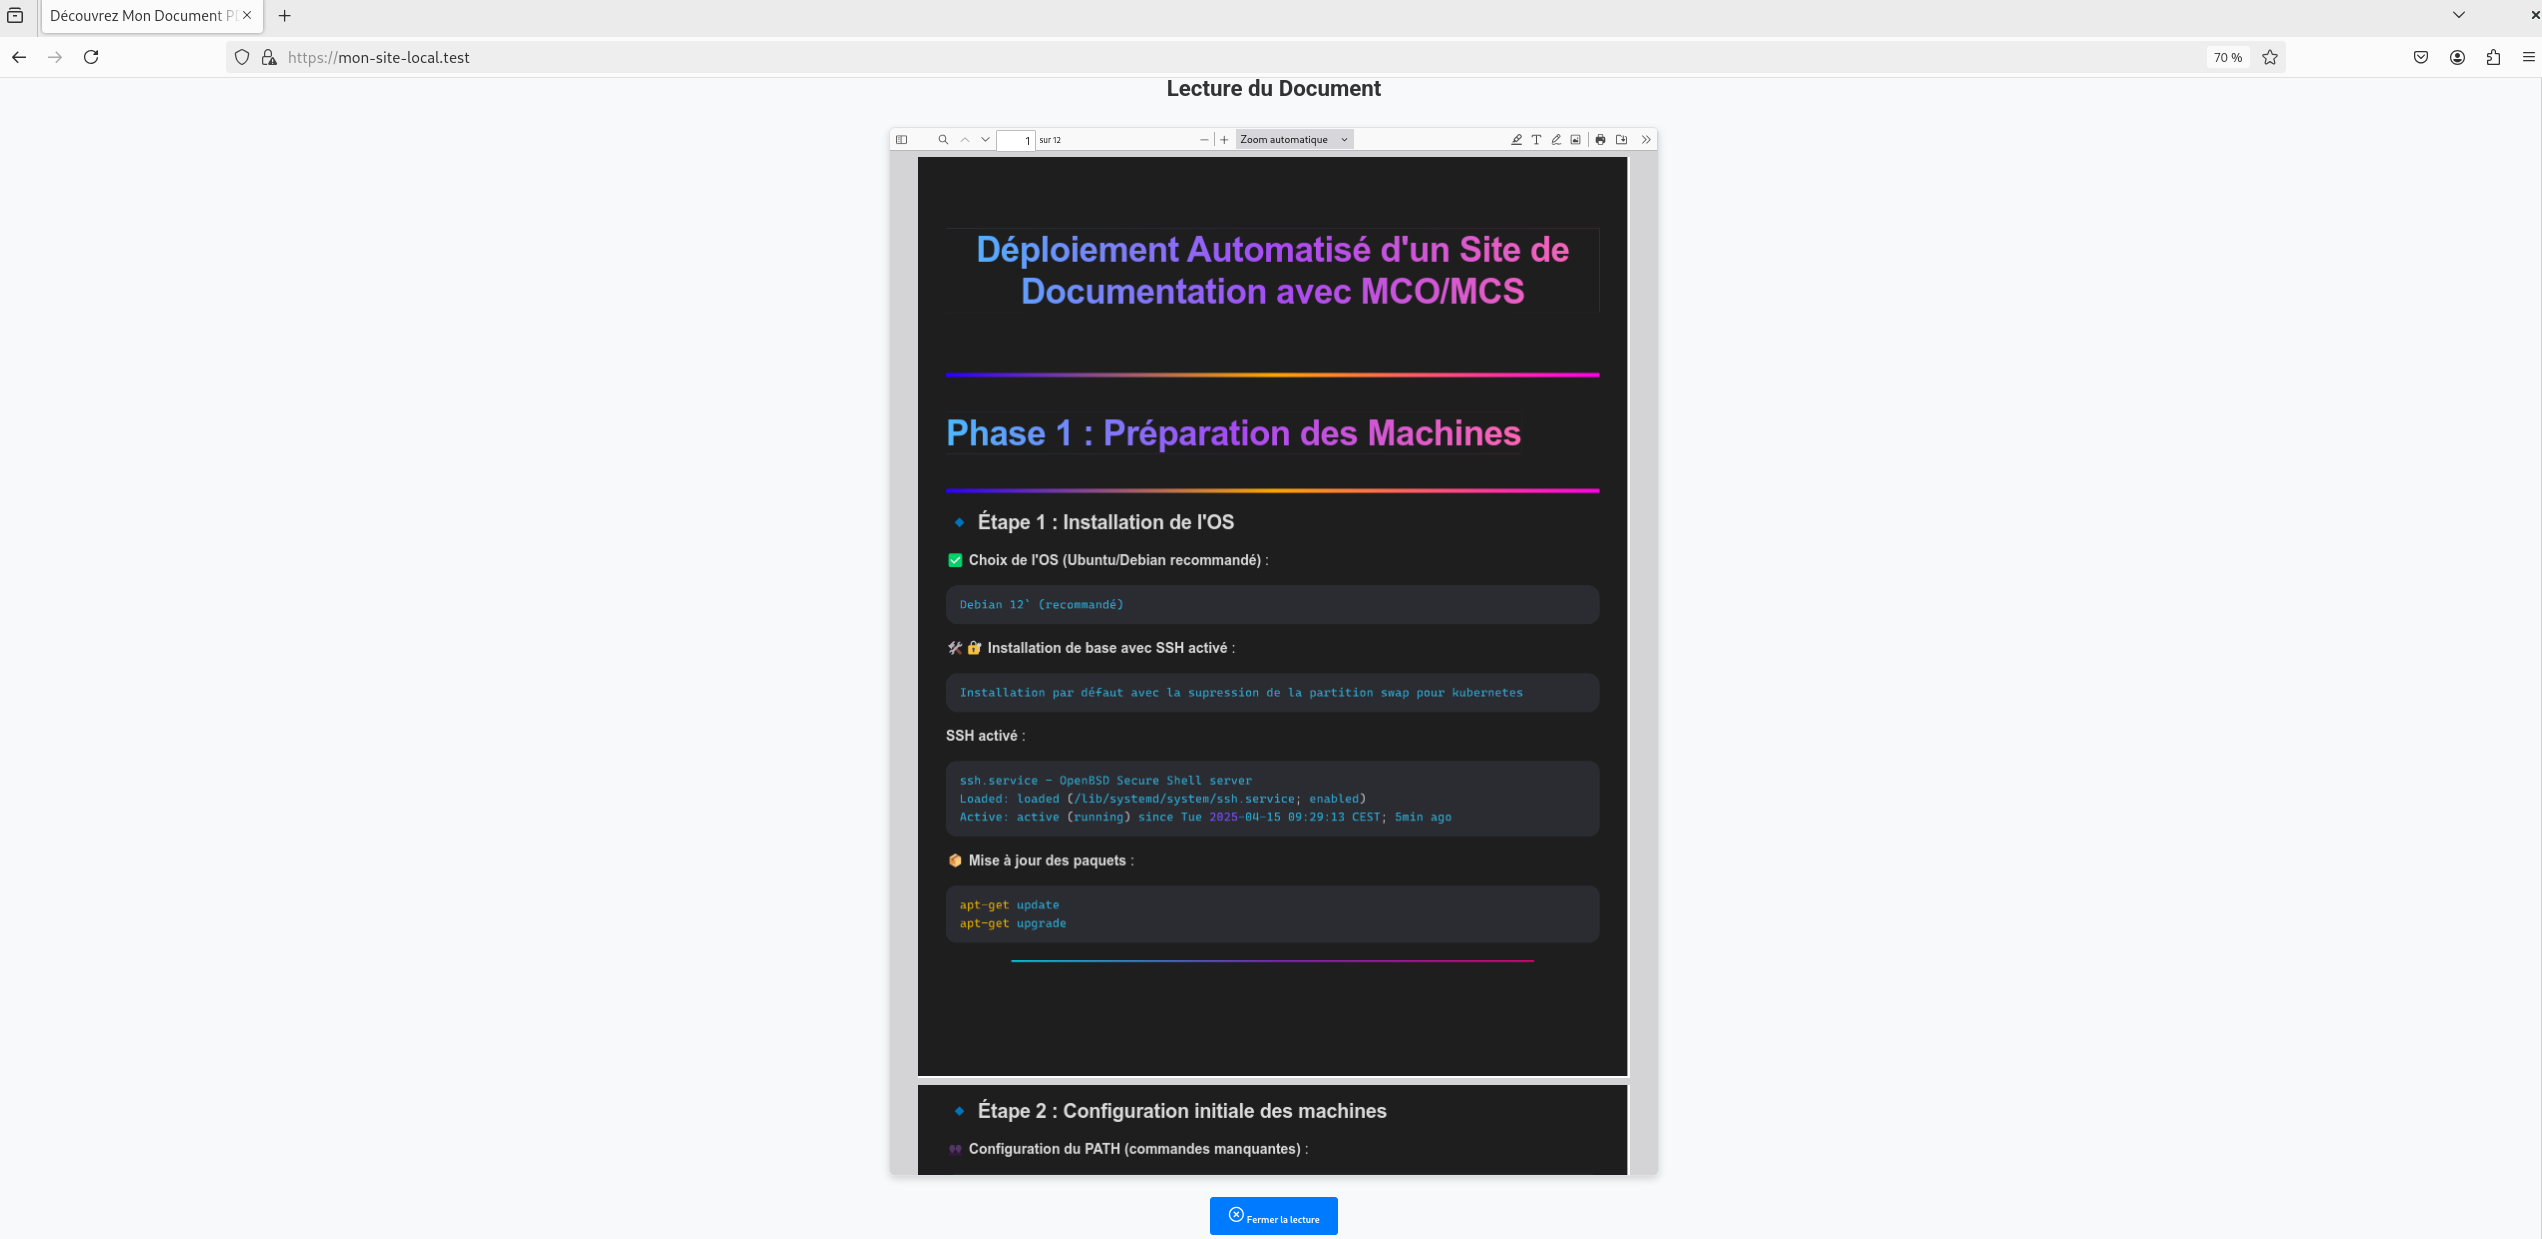 Découvrez Mon Document P
https://mon-site-local.test
70 %
Lecture du Document
1 sur 12
Zoom automatique
Déploiement Automatisé d'un Site de
Documentation avec MCO/MCS
Phase 1 : Préparation des Machines
Étape 1 : Installation de l'OS
Choix de l'OS (Ubuntu/Debian recommandé) :
Debian 12` (recommandé)
Installation de base avec SSH activé :
Installation par défaut avec la supression de la partition swap pour kubernetes
SSH activé :
ssh.service - OpenBSD Secure Shell server
Loaded: loaded (/lib/systemd/system/ssh.service; enabled)
Active: active (running) since Tue 2025-04-15 09:29:13 CEST; 5min ago
Mise à jour des paquets :
apt-get update
apt-get upgrade
Étape 2 : Configuration initiale des machines
Configuration du PATH (commandes manquantes) :
Fermer la lecture